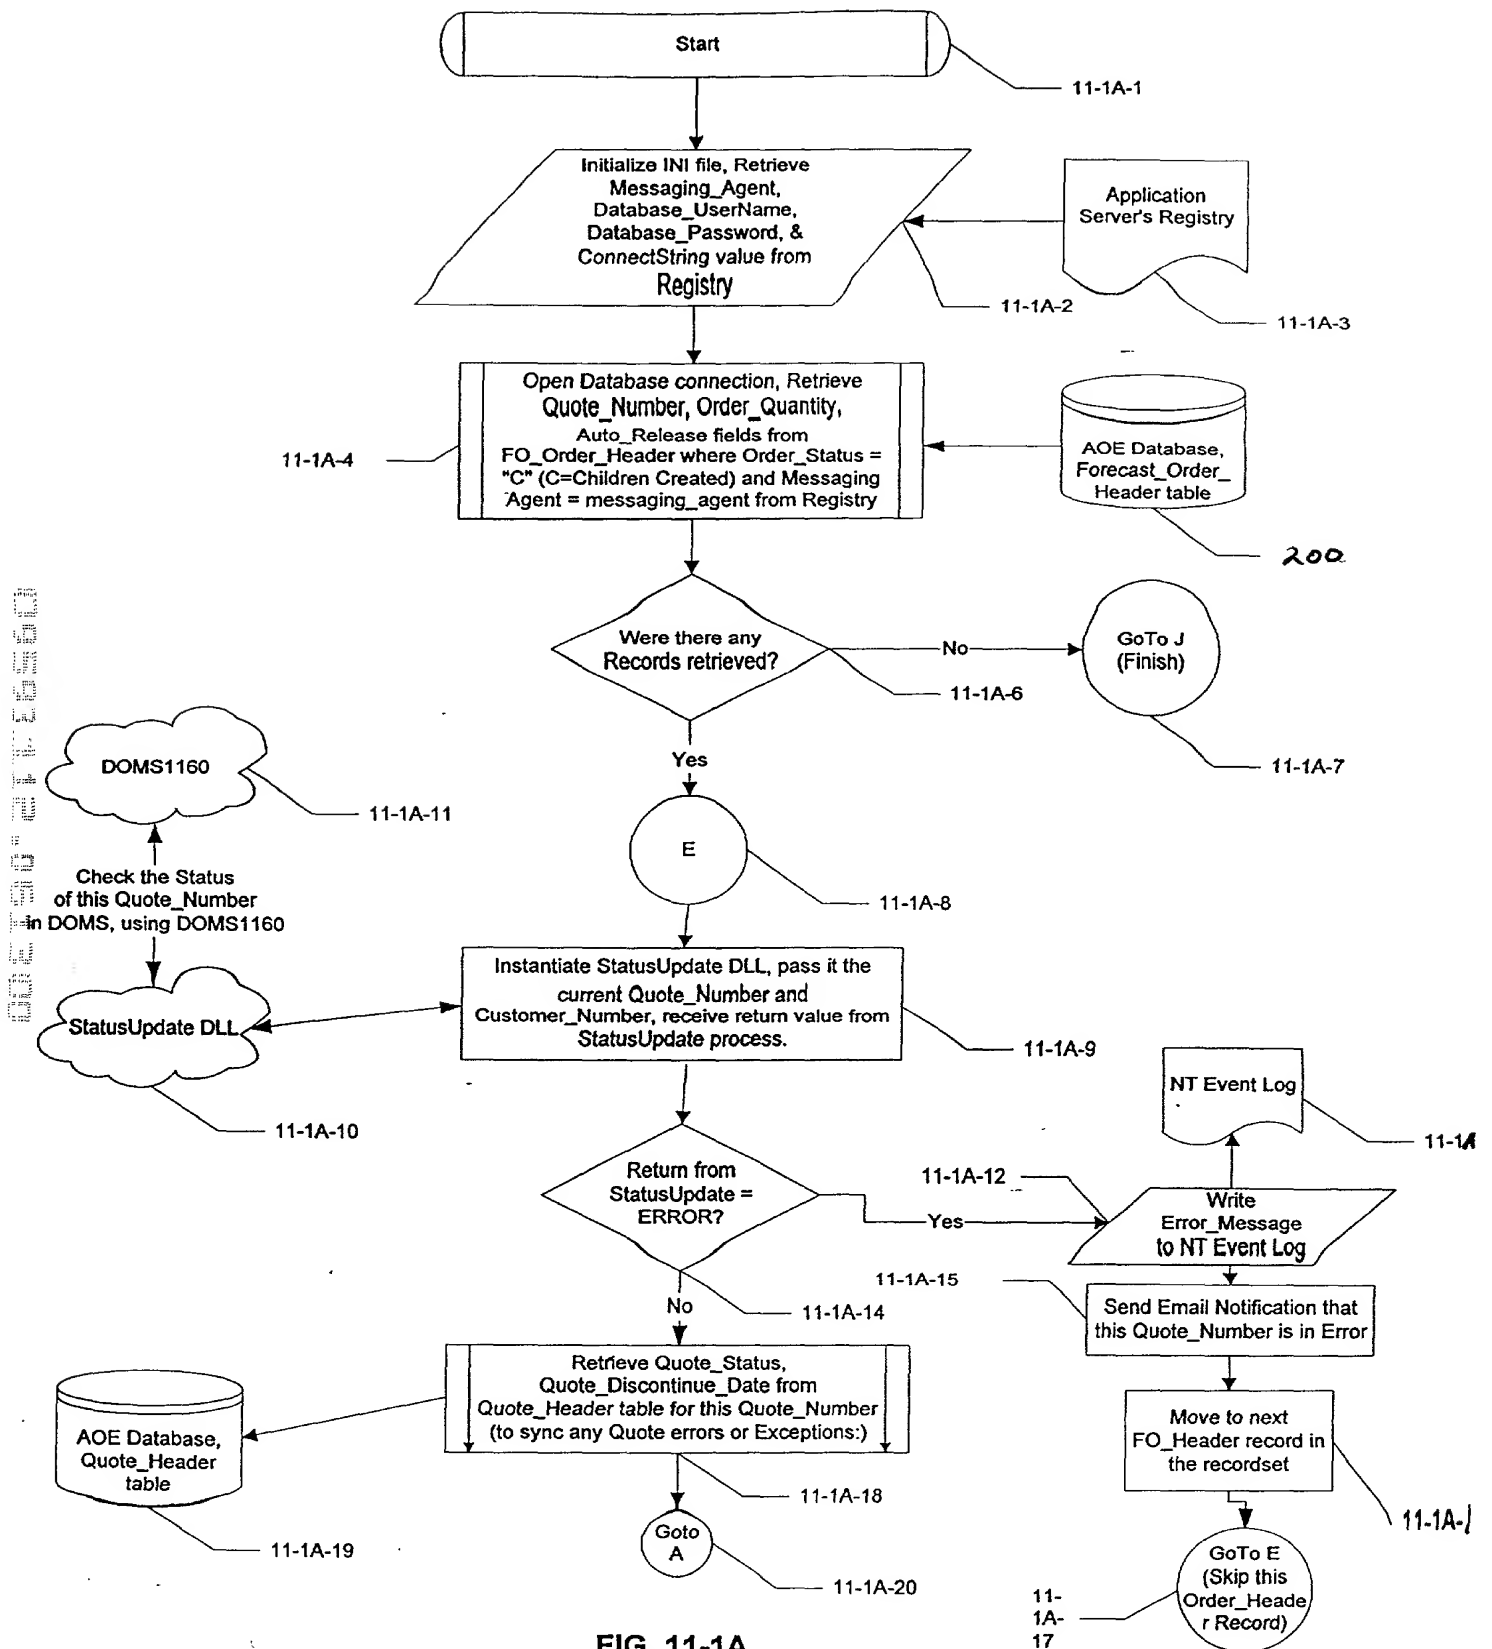 Start
11-1A-1
Initialize INI file, Retrieve
Messaging_Agent,
Database_UserName,
Database_Password, &
ConnectString value from
Registry
Application
Server's Registry
11-1A-2
11-1A-3
Open Database connection, Retrieve
Quote_Number, Order_Quantity,
Auto_Release fields from
FO_Order_Header where Order_Status =
"C" (C=Children Created) and Messaging
Agent = messaging_agent from Registry
11-1A-4
AOE Database,
Forecast_Order_
Header table
200
Were there any
Records retrieved?
No
GoTo J
(Finish)
11-1A-6
11-1A-7
Yes
DOMS1160
11-1A-11
E
11-1A-8
Check the Status
of this Quote_Number
in DOMS, using DOMS1160
Instantiate StatusUpdate DLL, pass it the
current Quote_Number and
Customer_Number, receive return value from
StatusUpdate process.
StatusUpdate DLL
11-1A-9
11-1A-10
NT Event Log
11-1A
Return from
StatusUpdate =
ERROR?
11-1A-12
Yes
Write
Error_Message
to NT Event Log
11-1A-15
No
11-1A-14
Send Email Notification that
this Quote_Number is in Error
Retrieve Quote_Status,
Quote_Discontinue_Date from
Quote_Header table for this Quote_Number
(to sync any Quote errors or Exceptions:)
AOE Database,
Quote_Header
table
Move to next
FO_Header record in
the recordset
11-1A-18
11-1A-1
11-1A-19
Goto
A
11-1A-20
GoTo E
(Skip this
Order_Heade
r Record)
11-
1A-
17
FIG. 11-1A